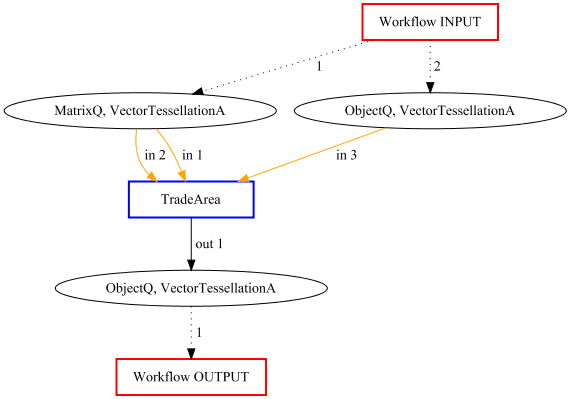 Workflow INPUT
1
2
MatrixQ, VectorTessellationA
ObjectQ, VectorTessellationA
in 2
in 1
in 3
TradeArea
out 1
ObjectQ, VectorTessellationA
1
Workflow OUTPUT